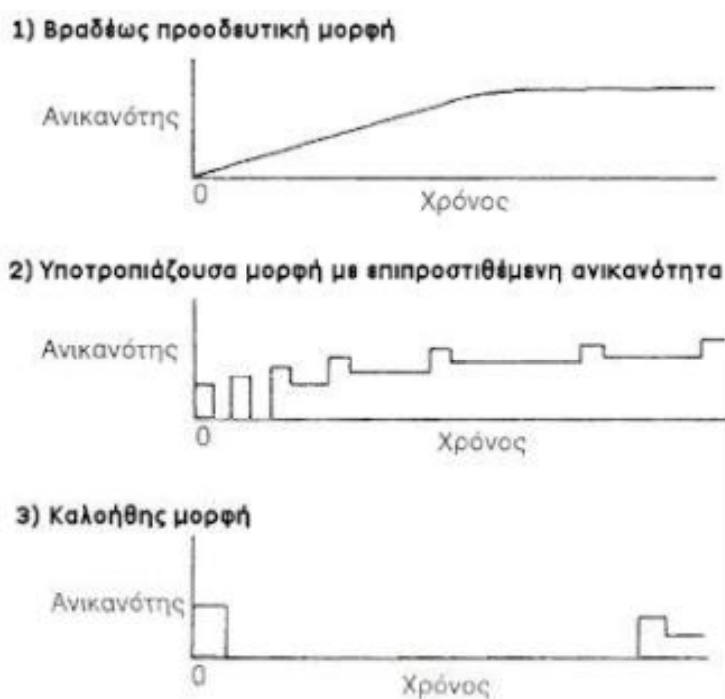 1) Βραδέως προοδευτική μορφή
Ανικανότης
0
Χρόνος
2) Υποτροπιάζουσα μορφή με επιπροστιθέμενη ανικανότητα
Ανικανότης
0
Χρόνος
3) Καλοήθης μορφή
Ανικανότης
0
Χρόνος